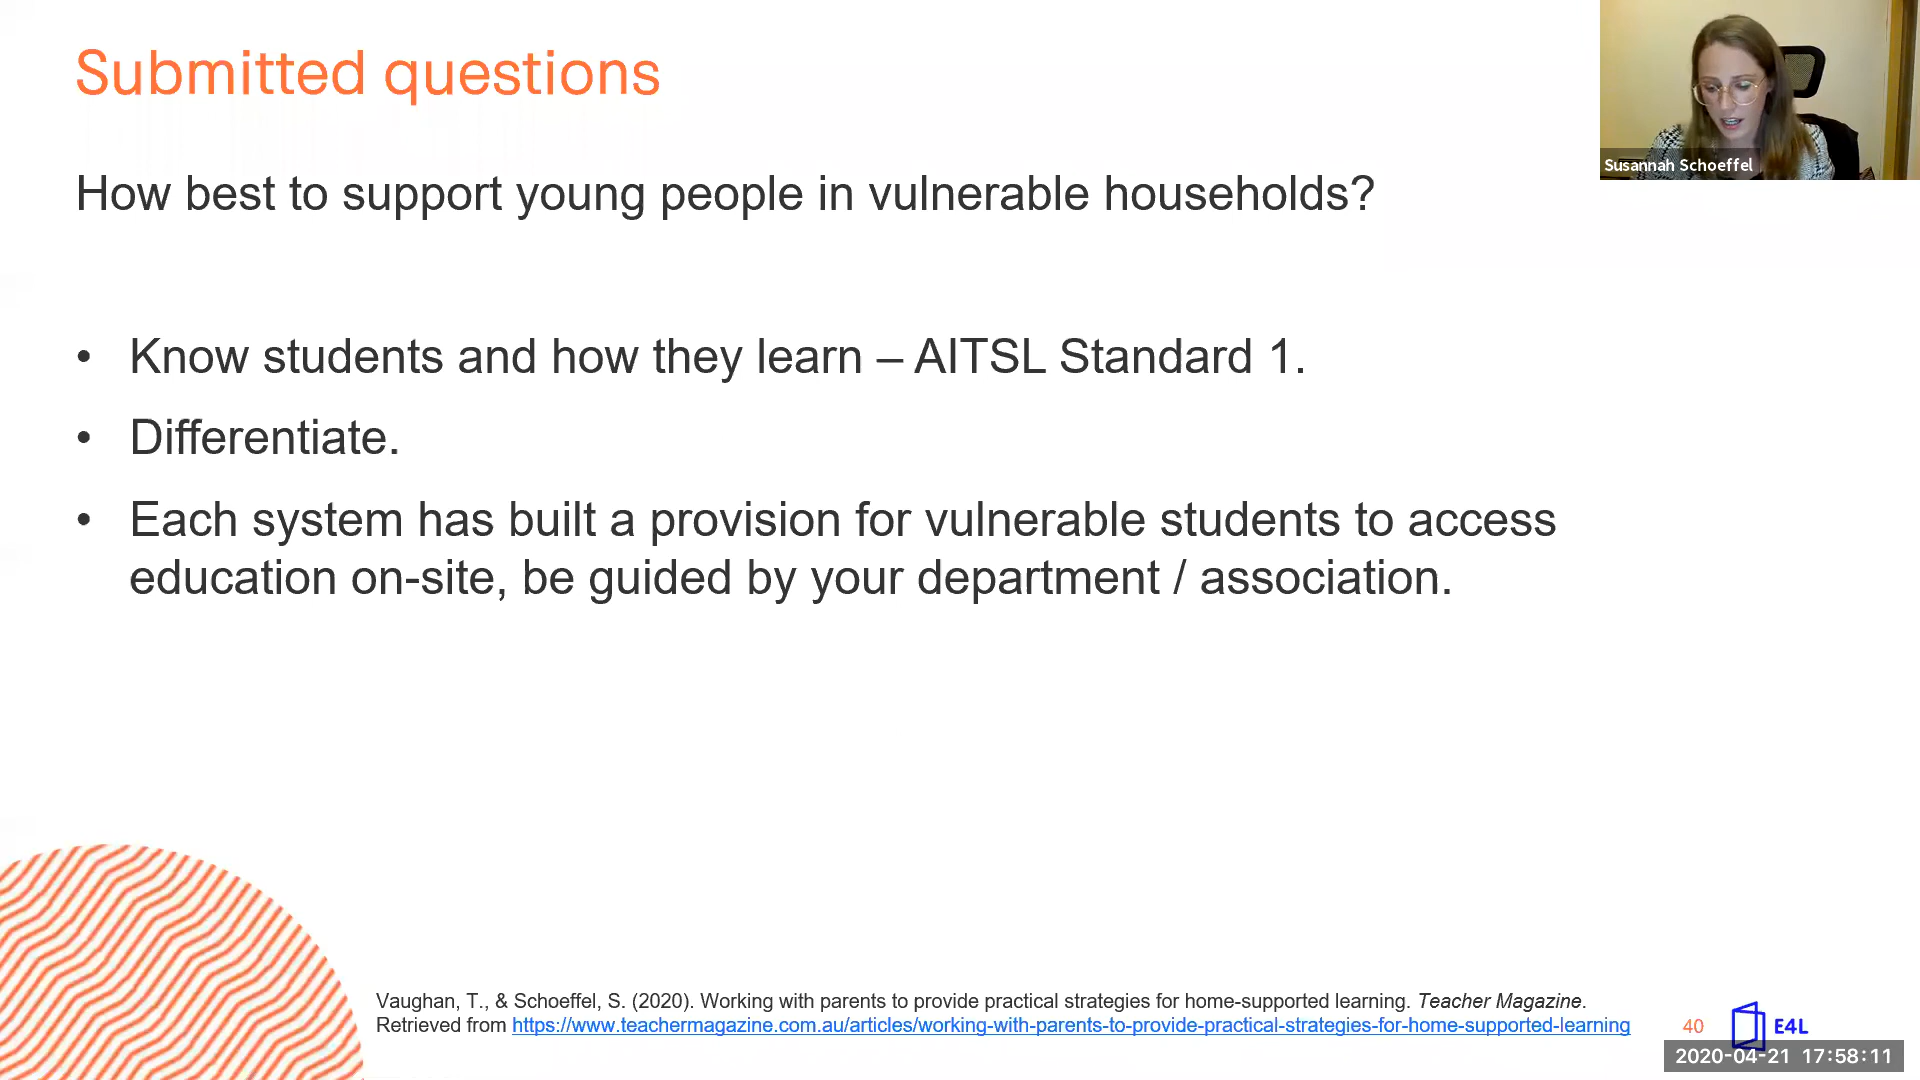 Submitted questions
Susannah Schoeffel
How best to support young people in vulnerable households?
• Know students and how they learn – AITSL Standard 1.
• Differentiate.
• Each system has built a provision for vulnerable students to access
education on-site, be guided by your department / association.
Vaughan, T., & Schoeffel, S. (2020). Working with parents to provide practical strategies for home-supported learning. Teacher Magazine.
Retrieved from https://www.teachermagazine.com.au/articles/working-with-parents-to-provide-practical-strategies-for-home-supported-learning
40
E4L
2020-04-21 17:58:11